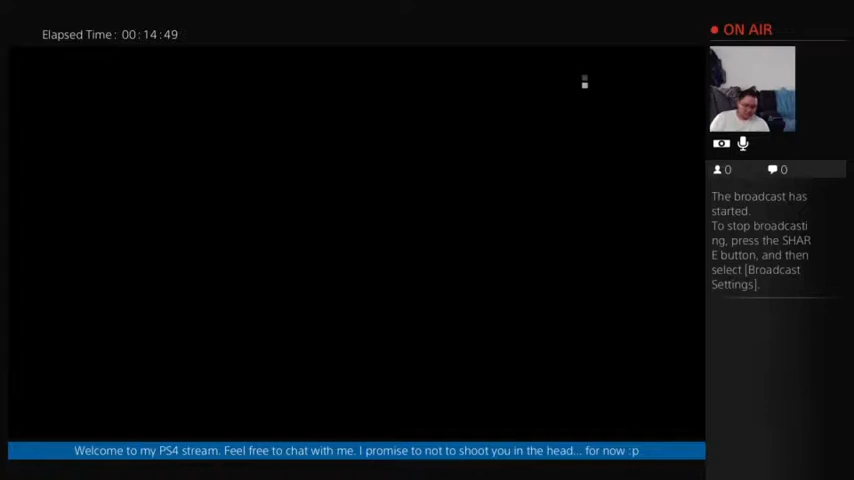 Elapsed Time : 00:14:49
ON AIR
0 0
The broadcast has
started.
To stop broadcasti
ng, press the SHAR
E button, and then
select [Broadcast
Settings].
Welcome to my PS4 stream. Feel free to chat with me. I promise to not to shoot you in the head... for now :p